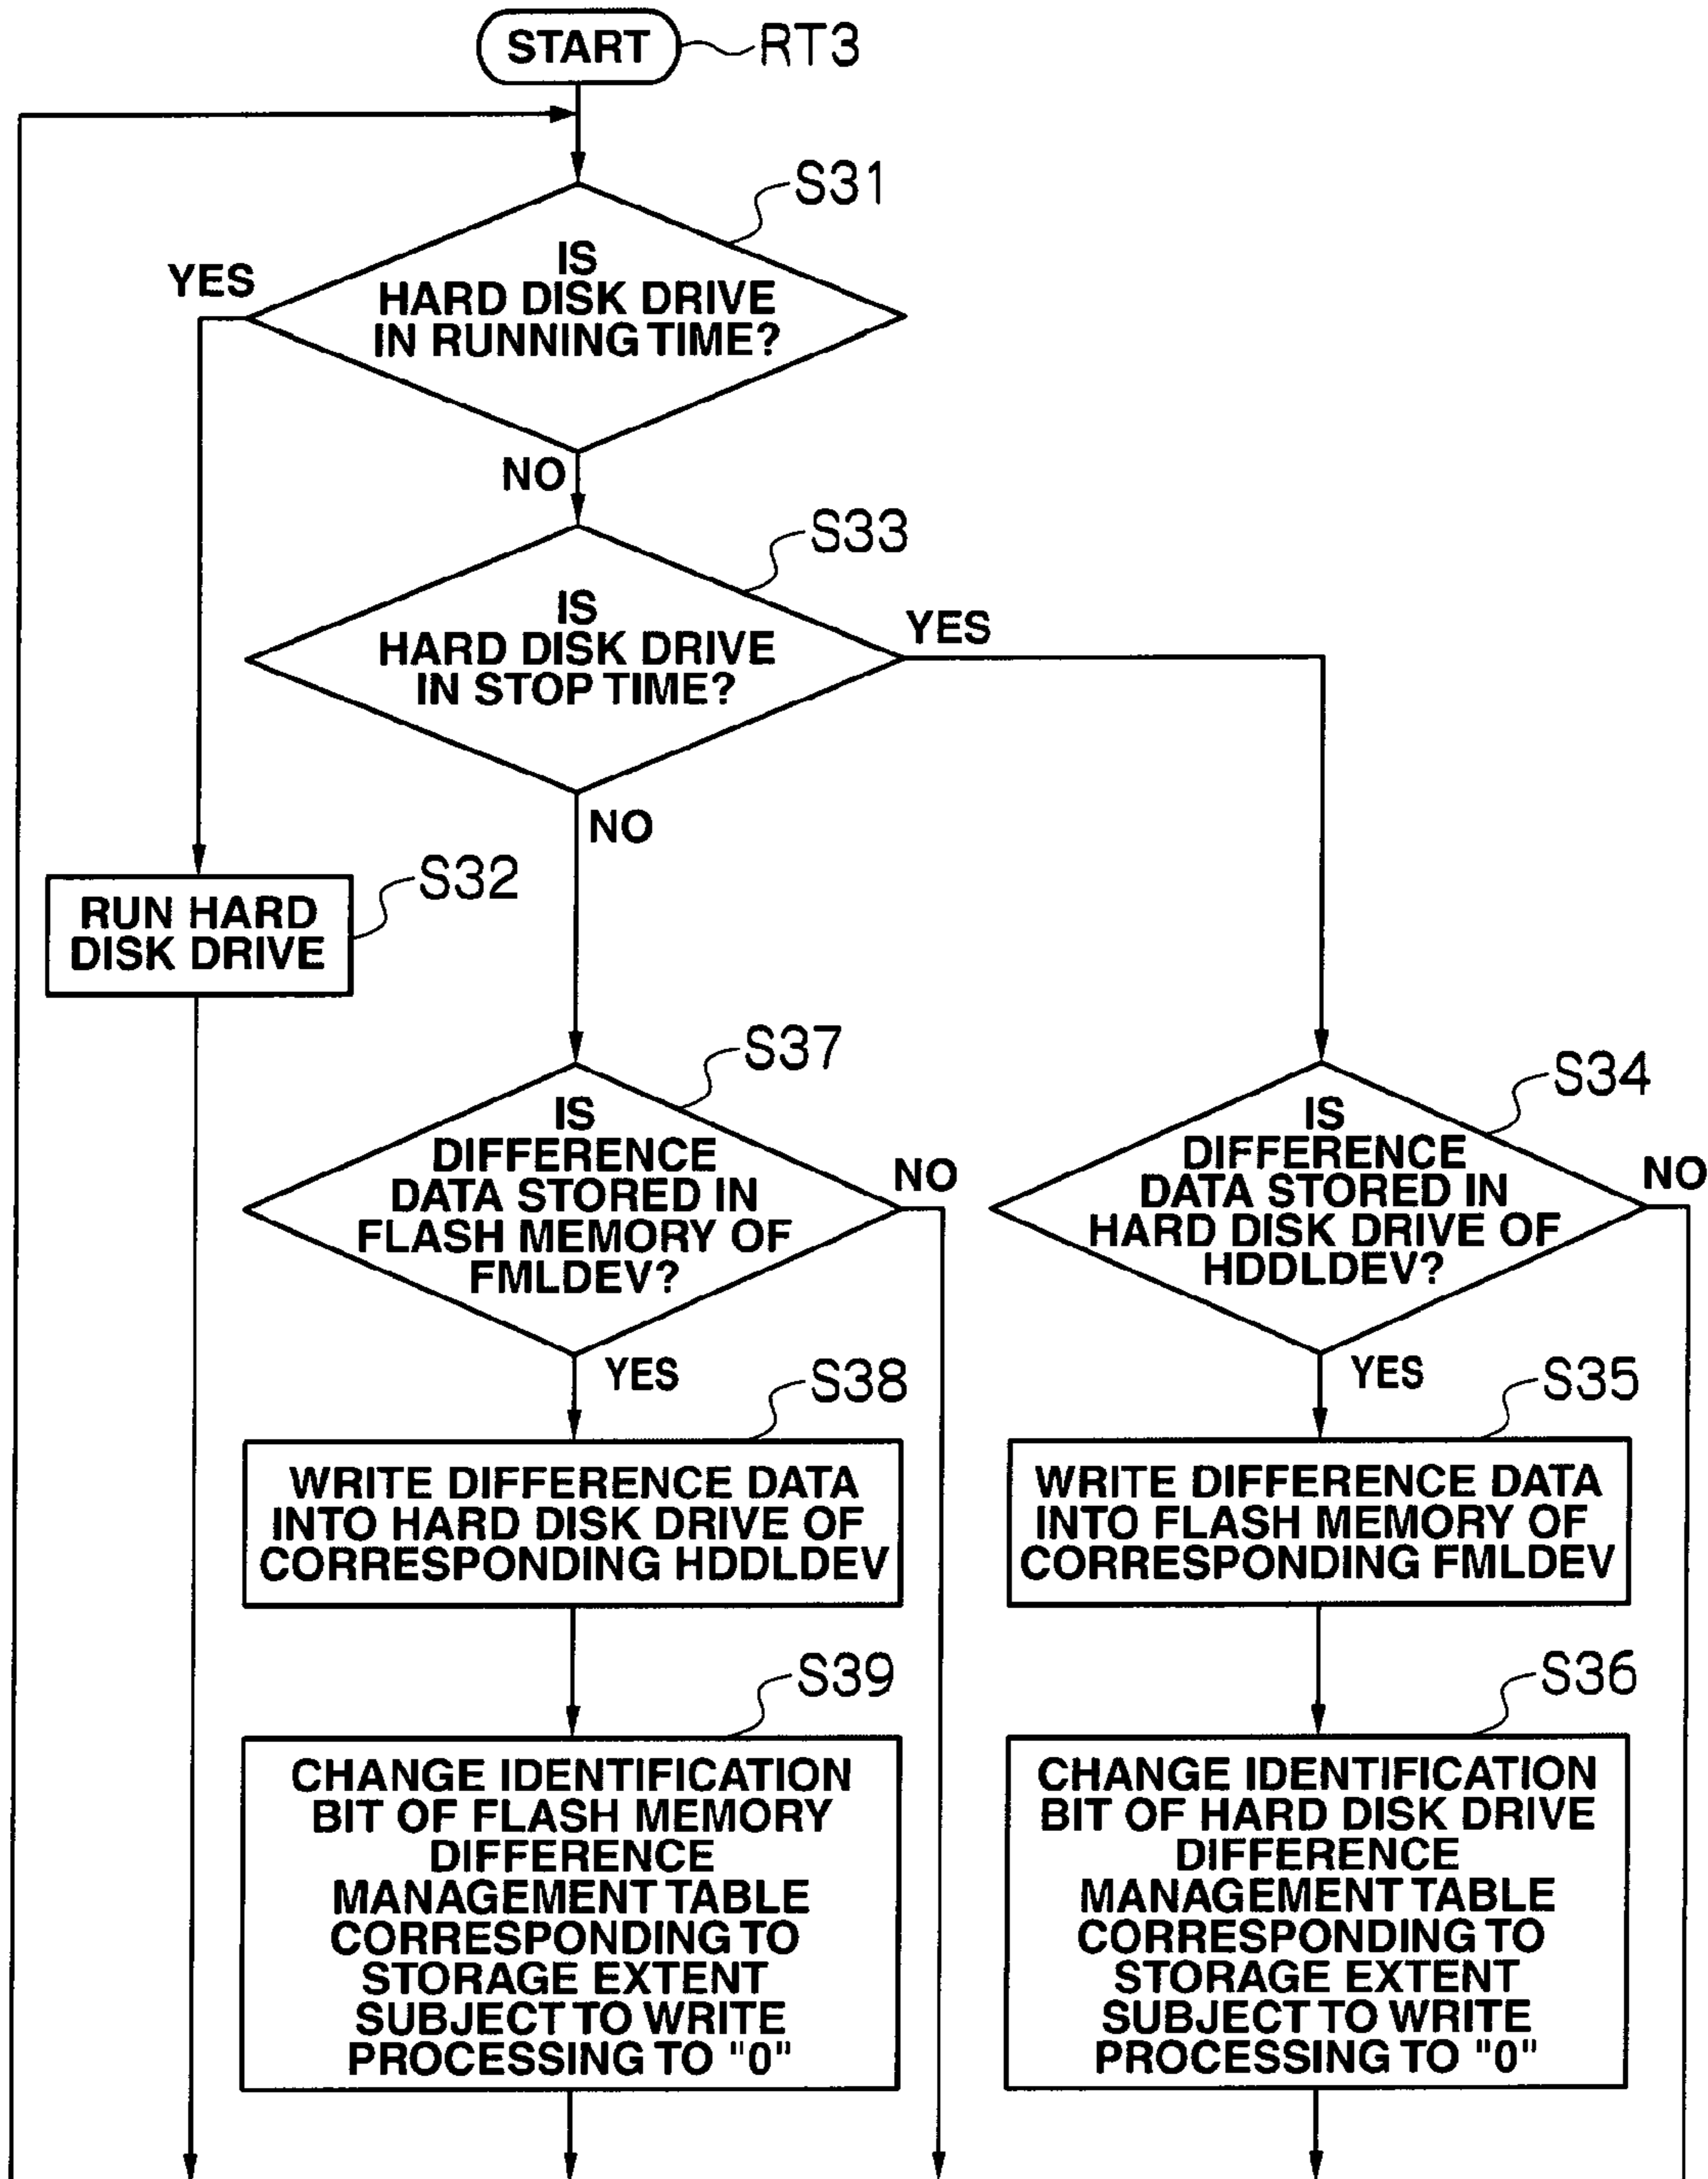 START
RT3
S31
IS
HARD DISK DRIVE
IN RUNNING TIME?
YES
NO
S33
IS
HARD DISK DRIVE
IN STOP TIME?
YES
NO
S32
RUN HARD
DISK DRIVE
S37
IS
DIFFERENCE
DATA STORED IN
FLASH MEMORY OF
FMLDEV?
NO
YES
S34
IS
DIFFERENCE
DATA STORED IN
HARD DISK DRIVE OF
HDDLDEV?
NO
YES
S38
WRITE DIFFERENCE DATA
INTO HARD DISK DRIVE OF
CORRESPONDING HDDLDEV
S35
WRITE DIFFERENCE DATA
INTO FLASH MEMORY OF
CORRESPONDING FMLDEV
S39
CHANGE IDENTIFICATION
BIT OF FLASH MEMORY
DIFFERENCE
MANAGEMENT TABLE
CORRESPONDING TO
STORAGE EXTENT
SUBJECT TO WRITE
PROCESSING TO "0"
S36
CHANGE IDENTIFICATION
BIT OF HARD DISK DRIVE
DIFFERENCE
MANAGEMENT TABLE
CORRESPONDING TO
STORAGE EXTENT
SUBJECT TO WRITE
PROCESSING TO "0"